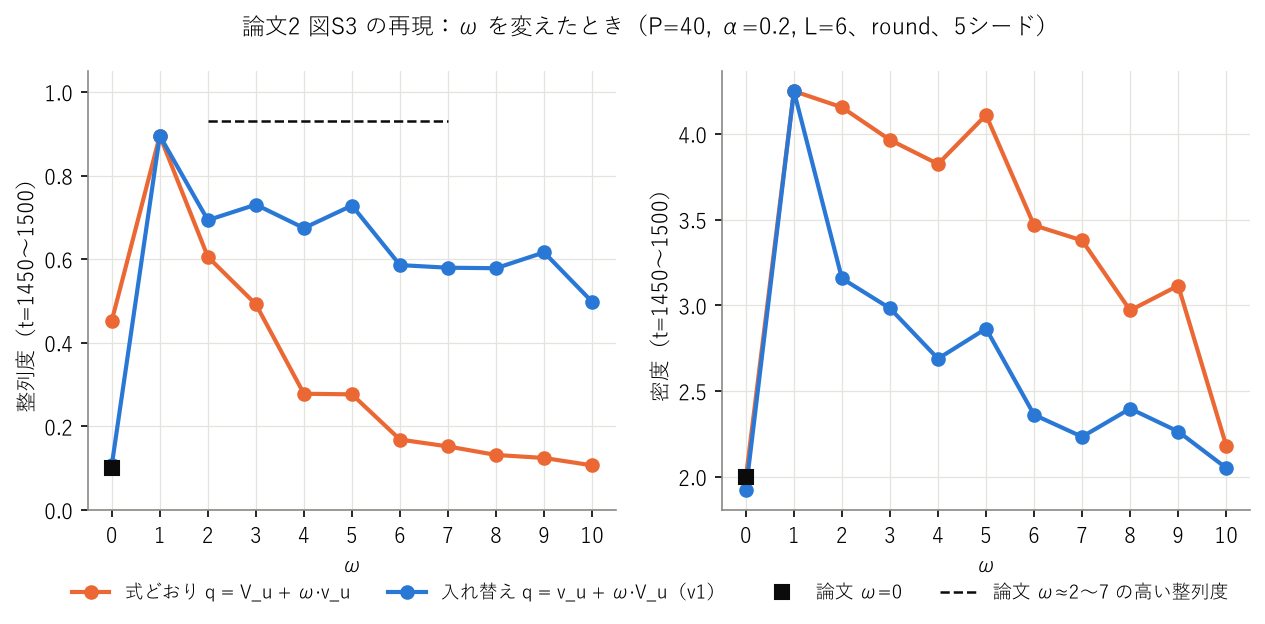 論文2 図S3 の再現：ω を変えたとき（P=40, α=0.2, L=6、round、5シード）
整列度（t=1450〜1500）
1.0
0.8
0.6
0.4
0.2
0.0
0 1 2 3 4 5 6 7 8 9 10
ω
密度（t=1450〜1500）
4.0
3.5
3.0
2.5
2.0
0 1 2 3 4 5 6 7 8 9 10
ω
式どおり q = V_u + ω·v_u 入れ替え q = v_u + ω·V_u（v1） 論文 ω=0 論文 ω≈2〜7 の高い整列度